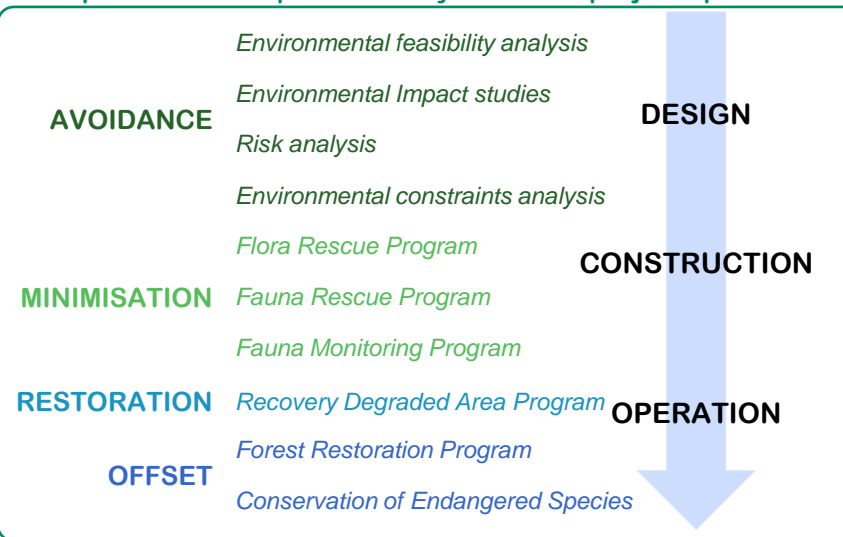 Environmental feasibility analysis
Environmental Impact studies
AVOIDANCE
DESIGN
Risk analysis
Environmental constraints analysis
Flora Rescue Program
CONSTRUCTION
MINIMISATION
Fauna Rescue Program
Fauna Monitoring Program
RESTORATION
Recovery Degraded Area Program
OPERATION
Forest Restoration Program
OFFSET
Conservation of Endangered Species